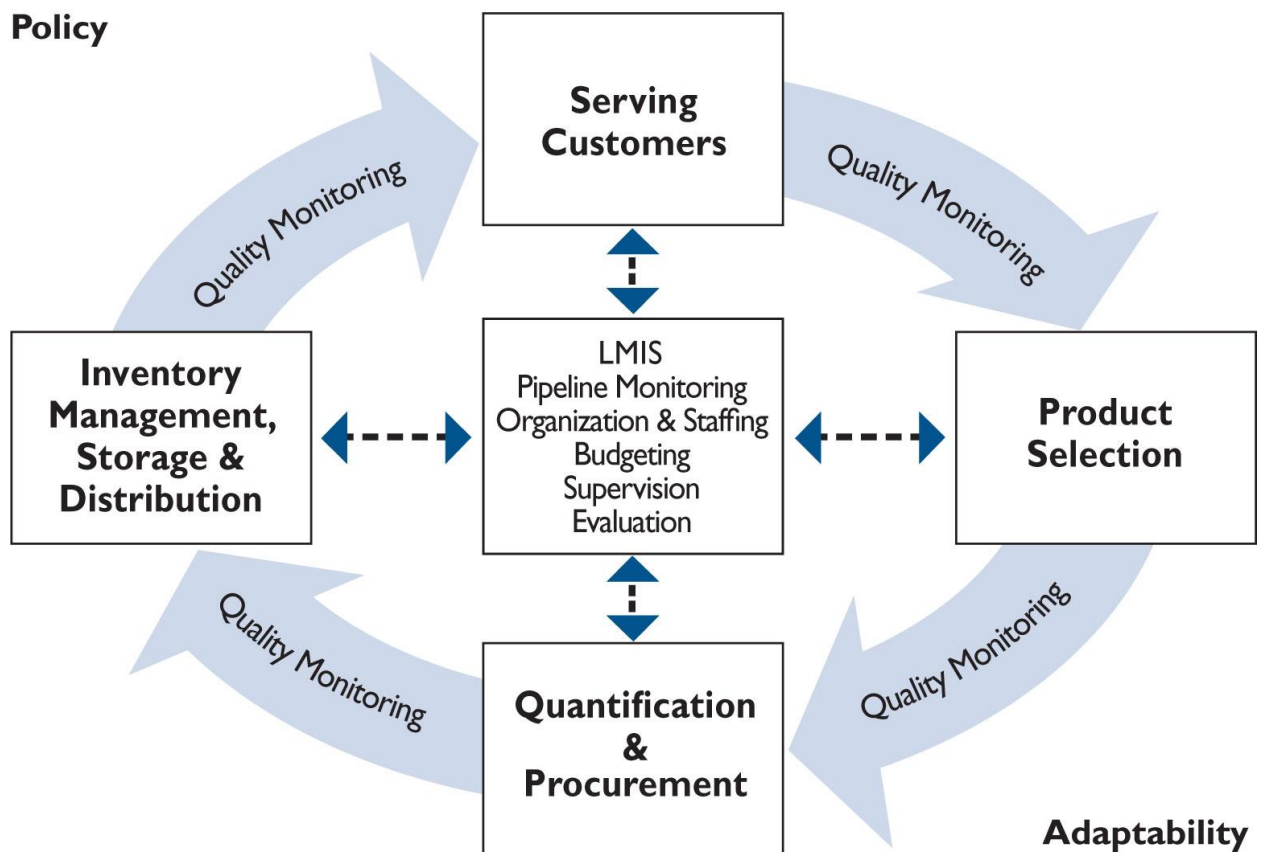 Policy
Serving
Customers
Quality Monitoring
Quality Monitoring
Inventory
Management,
Storage &
Distribution
LMIS
Pipeline Monitoring
Organization & Staffing
Budgeting
Supervision
Evaluation
Product
Selection
Quality Monitoring
Quality Monitoring
Quantification
&
Procurement
Adaptability